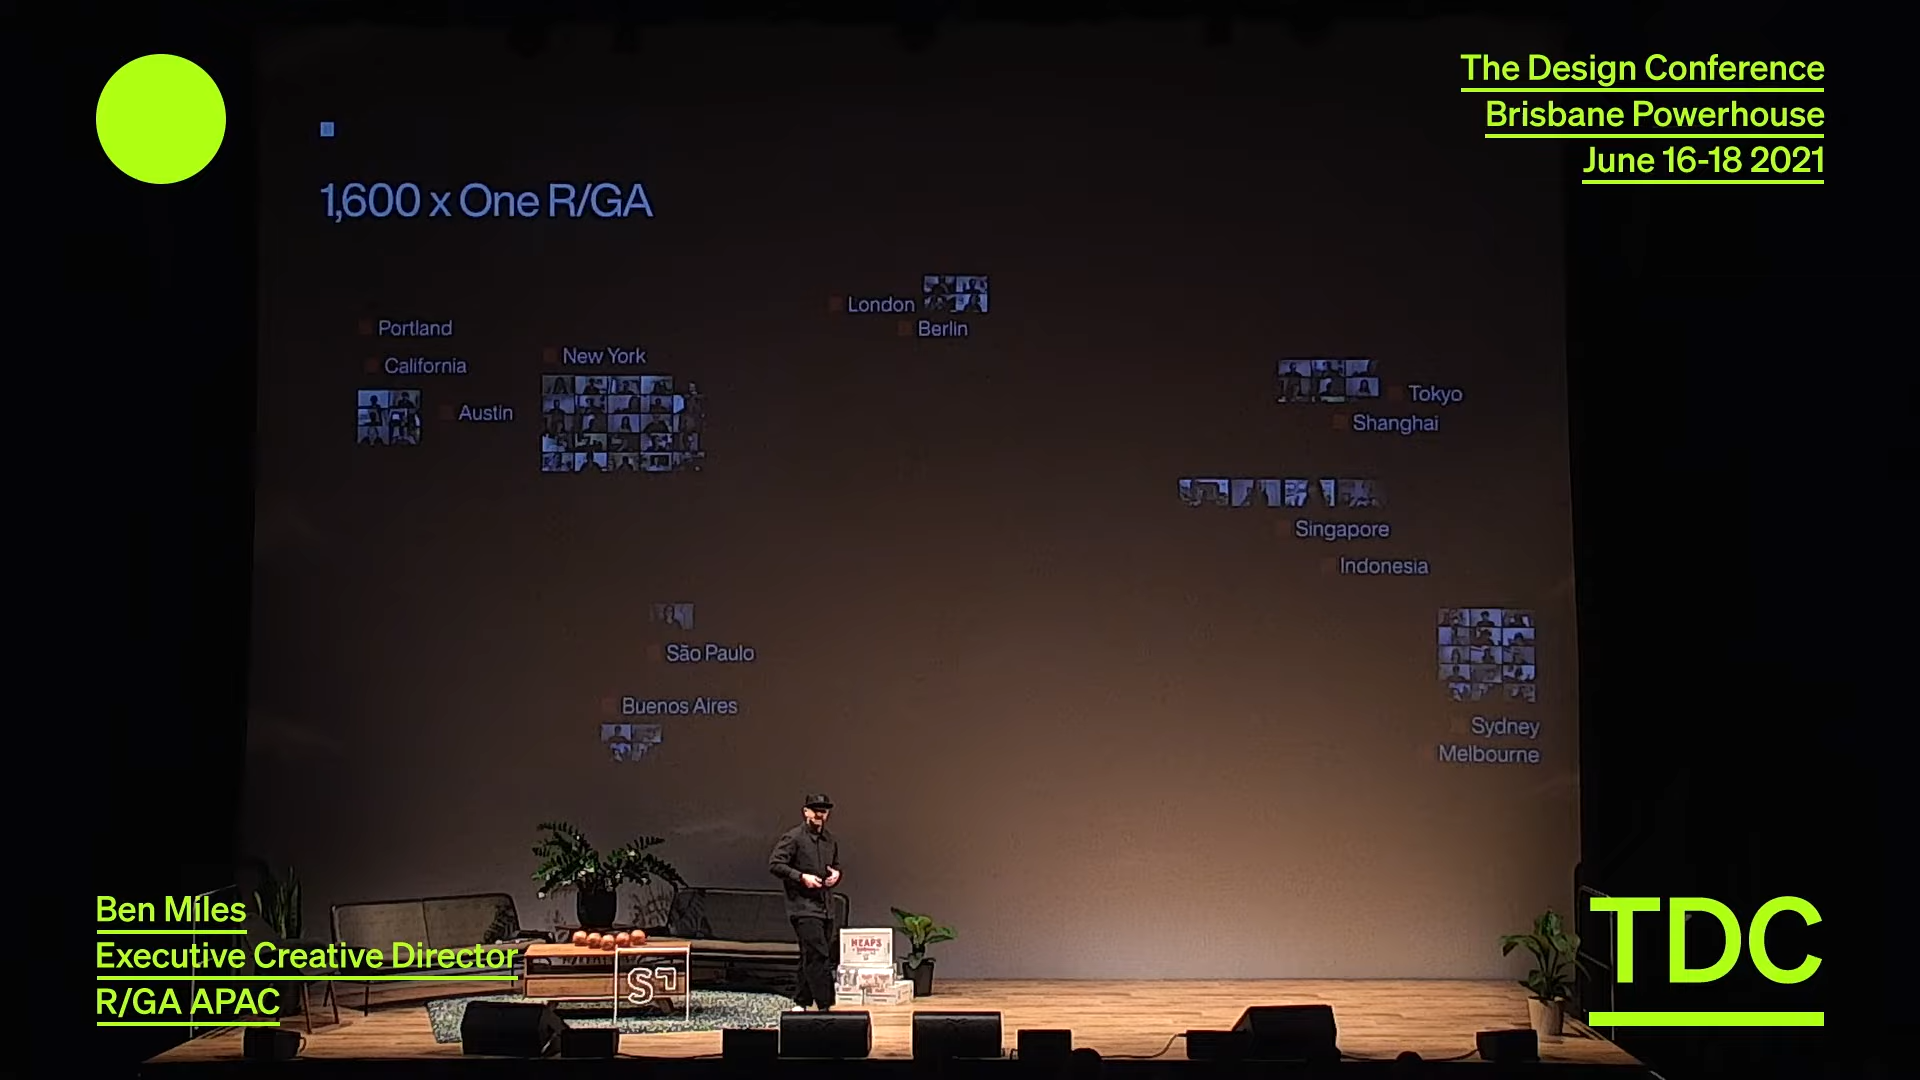 The Design Conference
Brisbane Powerhouse
June 16-18 2021
1,600 x One R/GA
London
Berlin
Portland
California
New York
Austin
Tokyo
Shanghai
Singapore
Indonesia
São Paulo
Buenos Aires
Sydney
Melbourne
Ben Miles
Executive Creative Director
R/GA APAC
HEAPS
TDC